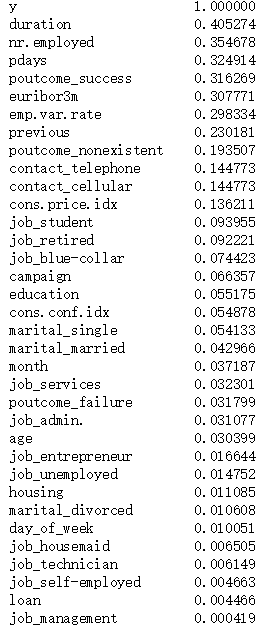 y 1.000000
duration 0.405274
nr.employed 0.354678
pdays 0.324914
poutcome_success 0.316269
euribor3m 0.307771
emp.var.rate 0.298334
previous 0.230181
poutcome_nonexistent 0.193507
contact_telephone 0.144773
contact_cellular 0.144773
cons.price.idx 0.136211
job_student 0.093955
job_retired 0.092221
job_blue-collar 0.074423
campaign 0.066357
education 0.055175
cons.conf.idx 0.054878
marital_single 0.054133
marital_married 0.042966
month 0.037187
job_services 0.032301
poutcome_failure 0.031799
job_admin. 0.031077
age 0.030399
job_entrepreneur 0.016644
job_unemployed 0.014752
housing 0.011085
marital_divorced 0.010608
day_of_week 0.010051
job_housemaid 0.006505
job_technician 0.006149
job_self-employed 0.004663
loan 0.004466
job_management 0.000419